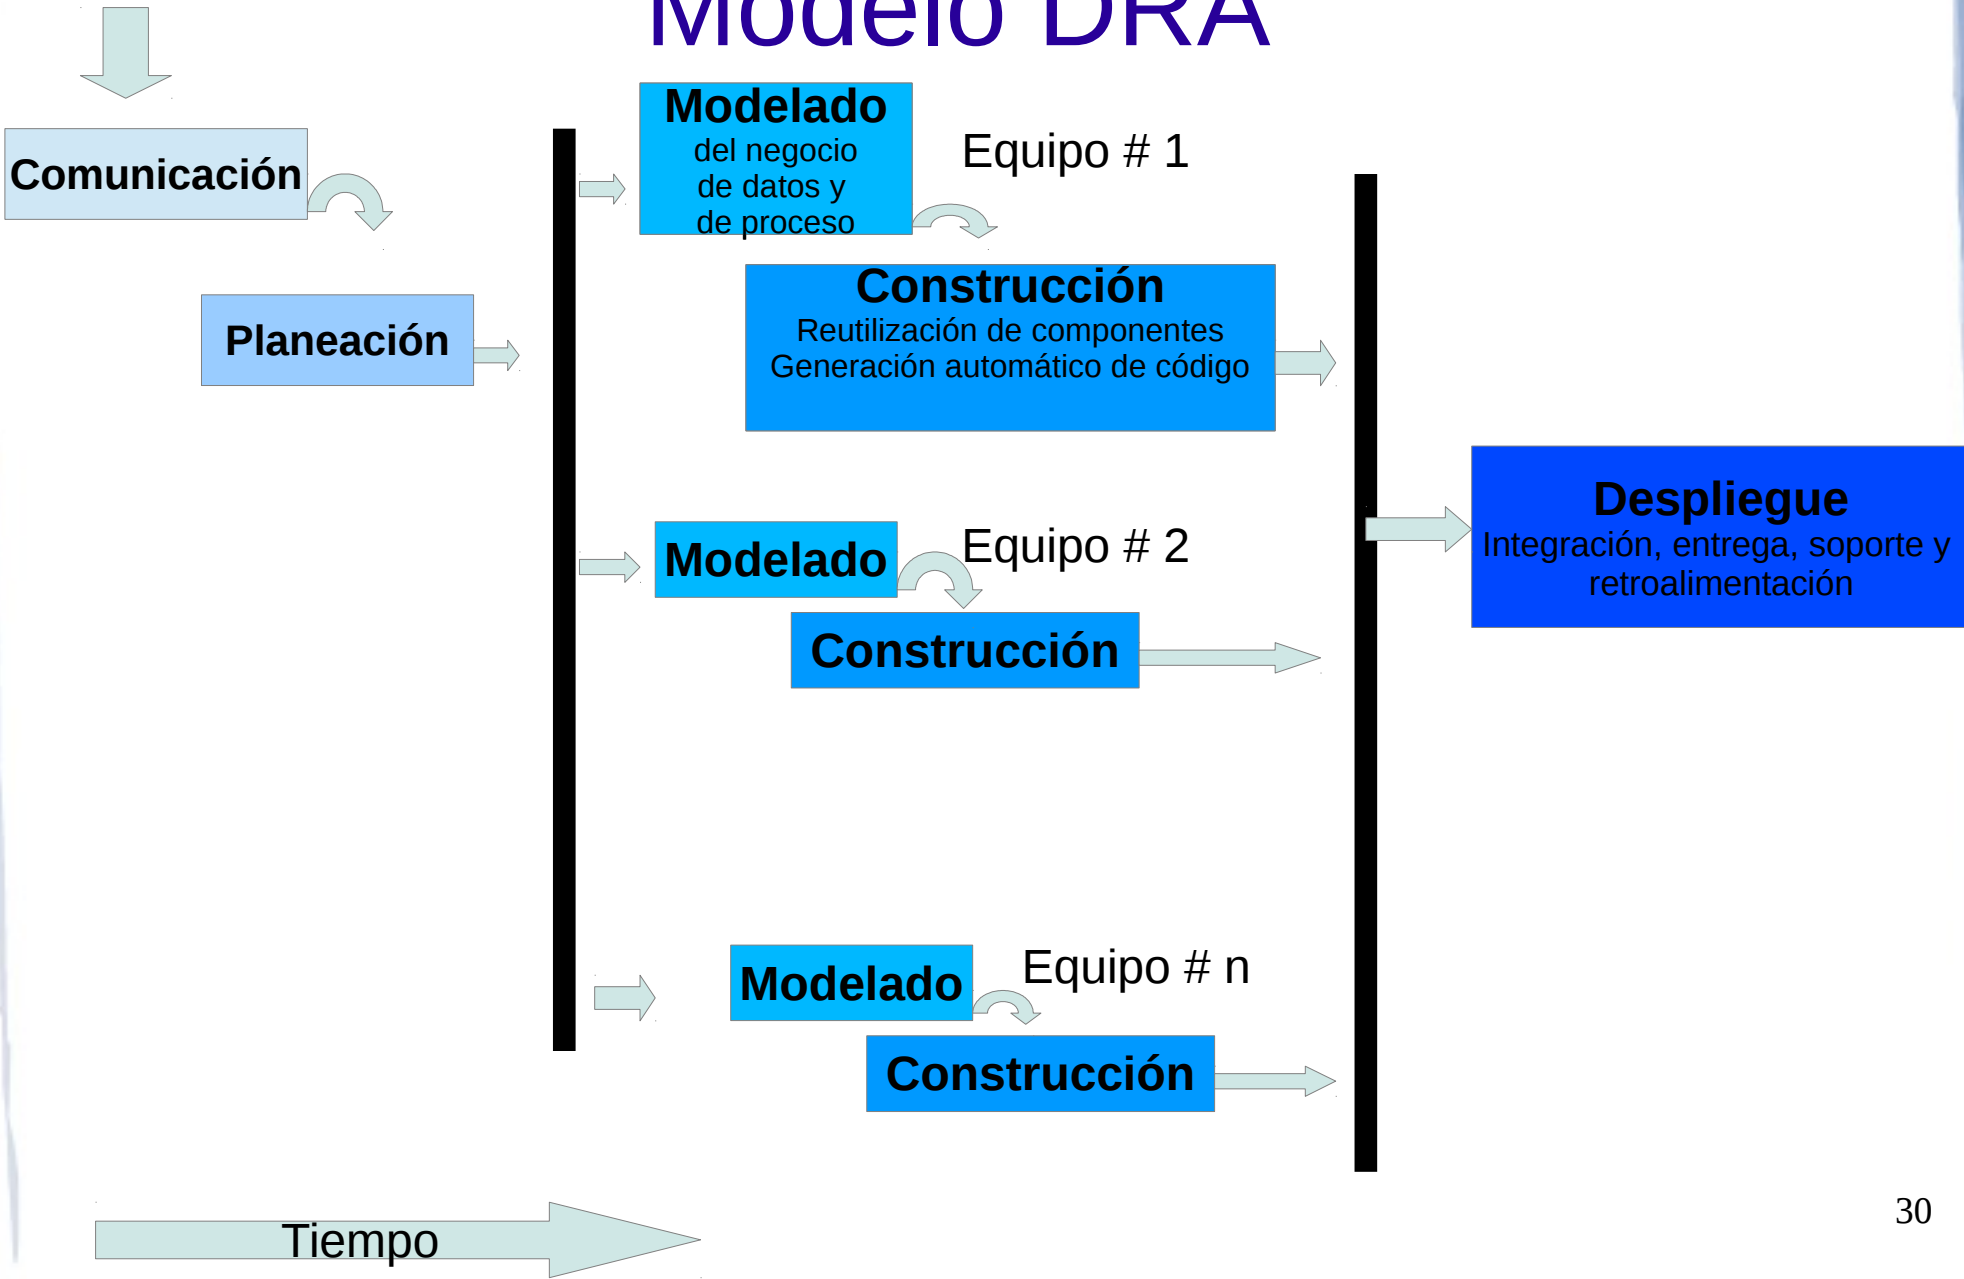 Modelo DRA
Comunicación
Planeación
Modelado
del negocio
de datos y
de proceso
Equipo # 1
Construcción
Reutilización de componentes
Generación automático de código
Modelado
Equipo # 2
Construcción
Modelado
Equipo # n
Construcción
Despliegue
Integración, entrega, soporte y
retroalimentación
Tiempo
30